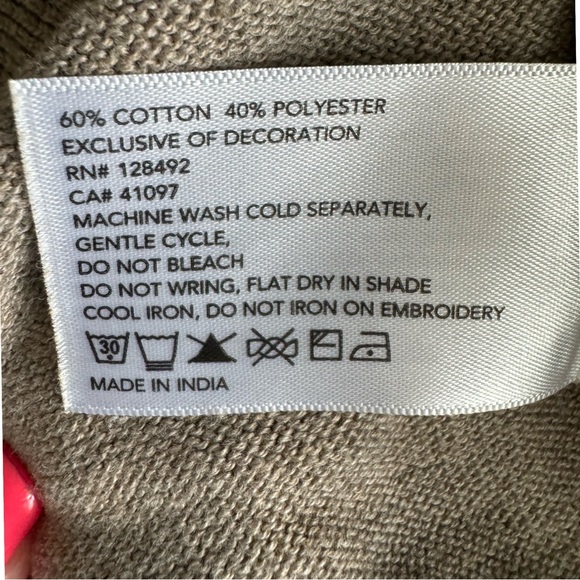 60% COTTON 40% POLYESTER
EXCLUSIVE OF DECORATION
RN# 128492
CA# 41097
MACHINE WASH COLD SEPARATELY,
GENTLE CYCLE,
DO NOT BLEACH
DO NOT WRING, FLAT DRY IN SHADE
COOL IRON, DO NOT IRON ON EMBROIDERY
30
MADE IN INDIA